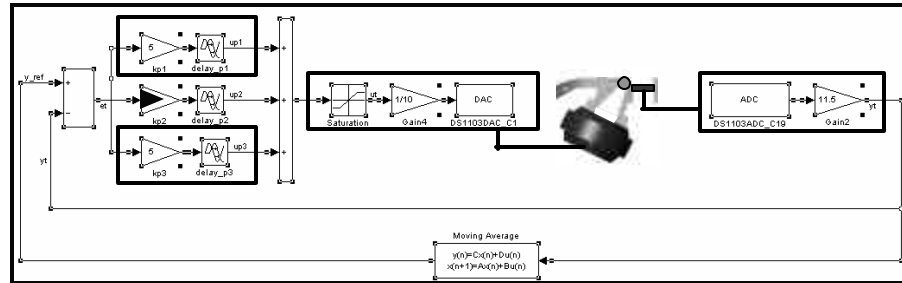 5
kp1
delay_p1
up1
+
y_ref
+
-
et
kp2
delay_p2
up2
+
5
kp3
delay_p3
up3
+
yt
Saturation
ut
1/10
Gain4
DAC
DS1103DAC_C1
ADC
DS1103ADC_C19
11.5
Gain2
yt
Moving Average
y(n)=Cx(n)+Du(n)
x(n+1)=Ax(n)+Bu(n)